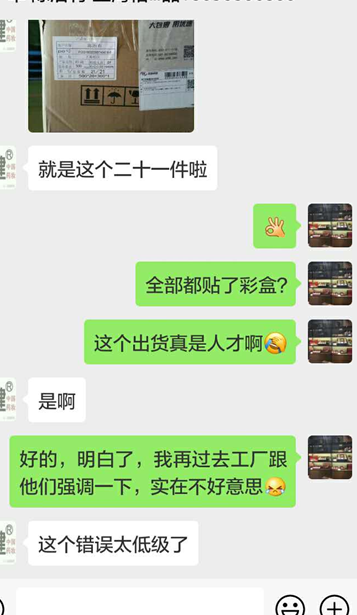 就是这个二十一件啦
全部都贴了彩盒?
这个出货真是人才啊
是啊
好的，明白了，我再过去工厂跟
他们强调一下，实在不好意思
这个错误太低级了